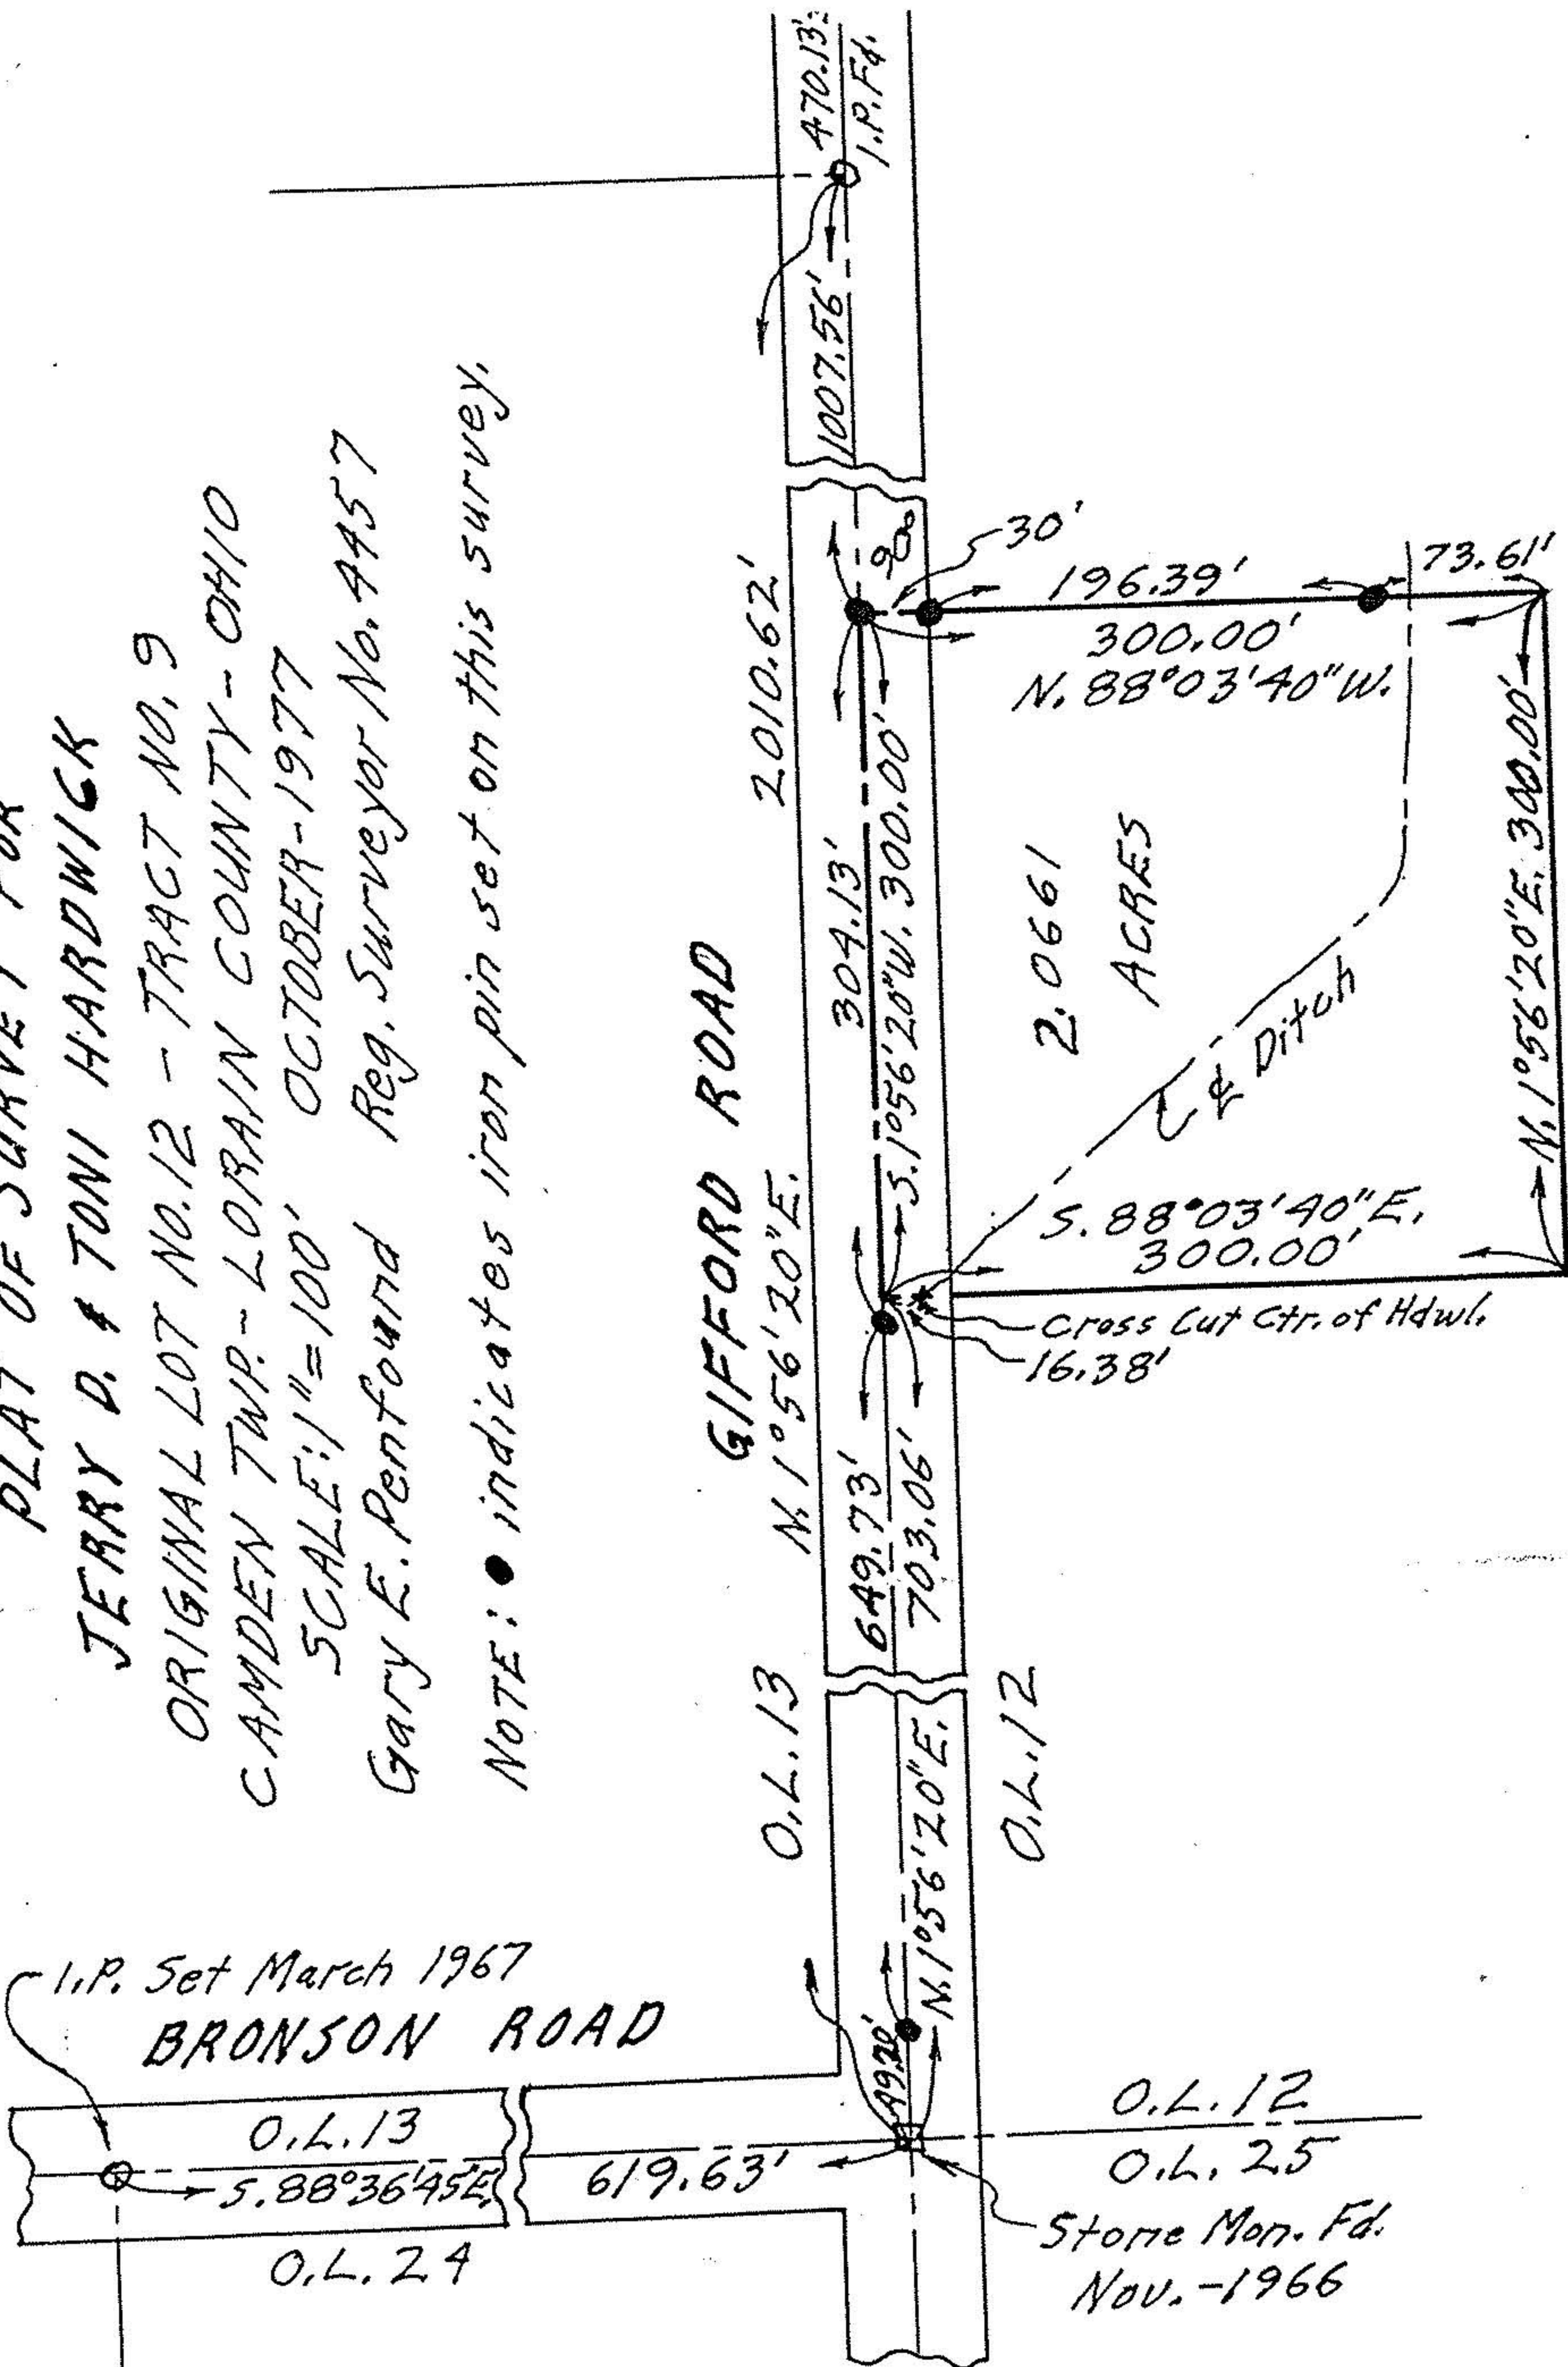 PLAT OF SURVEY FOR
JERRY D. & TONI HARDWICK
ORIGINAL LOT NO. 12 - TRACT NO. 9
CAMDEN TWP. - LORAIN COUNTY - OHIO
SCALE: 1" = 100' OCTOBER - 1977
Gary E. Penfound Reg. Surveyor No. 4457
NOTE: ● indicates iron pin set on this survey.
I.P. Set March 1967
BRONSON ROAD
O.L. 13
S. 88°36'45"E.
619.63'
O.L. 24
GIFFORD ROAD
O.L. 13
N. 1°56'20"E.
2010.62'
470.13'
I.P. Fd.
1007.56'
649.73'
304.13'
703.06'
S. 1°56'20"W. 300.00'
90°
30'
49.20'
N. 1°56'20"E.
O.L. 12
196.39'
73.61'
300.00'
N. 88°03'40"W.
2.0661
ACRES
℄ Ditch
S. 88°03'40"E.
300.00'
Cross Cut Ctr. of Hdwl.
16.38'
N. 1°56'20"E. 300.00'
O.L. 12
O.L. 25
Stone Mon. Fd.
Nov. - 1966